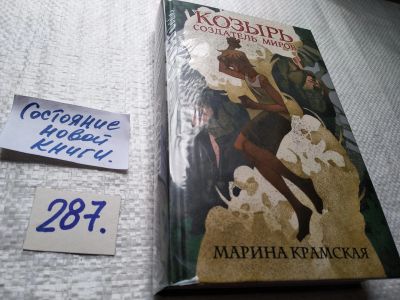 КОЗЫРЬ
СОЗДАТЕЛЬ МИРОВ
Состояние
новой
книги.
287.
МАРИНА КРАМСКАЯ